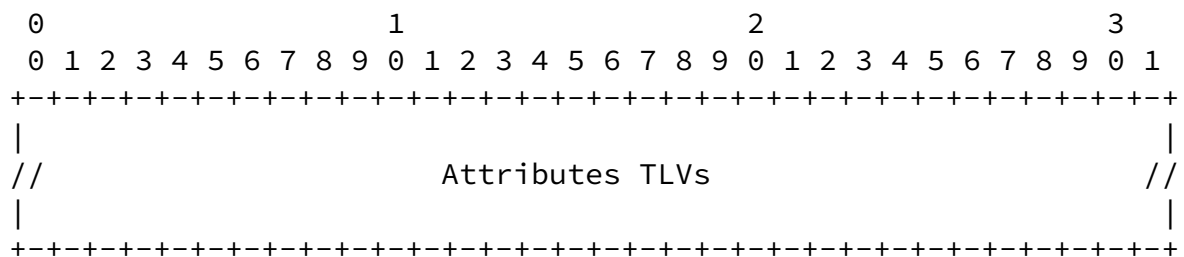 0                   1                   2                   3
 0 1 2 3 4 5 6 7 8 9 0 1 2 3 4 5 6 7 8 9 0 1 2 3 4 5 6 7 8 9 0 1
+-+-+-+-+-+-+-+-+-+-+-+-+-+-+-+-+-+-+-+-+-+-+-+-+-+-+-+-+-+-+-+-+
|                                                               |
//                      Attributes TLVs                        //
|                                                               |
+-+-+-+-+-+-+-+-+-+-+-+-+-+-+-+-+-+-+-+-+-+-+-+-+-+-+-+-+-+-+-+-+